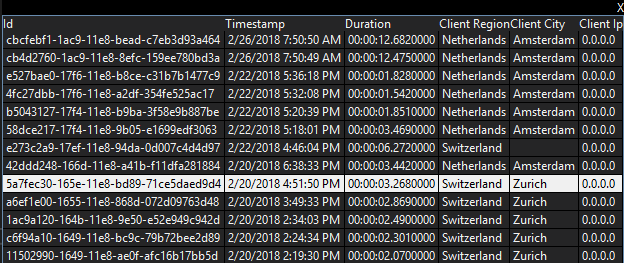 X
Id Timestamp Duration Client Region Client City Client Ip
cbcfebf1-1ac9-11e8-bead-c7eb3d93a464 2/26/2018 7:50:50 AM 00:00:12.6820000 Netherlands Amsterdam 0.0.0.0
cb4d2760-1ac9-11e8-8efc-159ee780bd3a 2/26/2018 7:50:49 AM 00:00:12.4750000 Netherlands Amsterdam 0.0.0.0
e527bae0-17f6-11e8-b8ce-c31b7b1477c9 2/22/2018 5:36:18 PM 00:00:01.8280000 Netherlands Amsterdam 0.0.0.0
4fc27dbb-17f6-11e8-a2df-354fe525ac17 2/22/2018 5:32:08 PM 00:00:01.5420000 Netherlands Amsterdam 0.0.0.0
b5043127-17f4-11e8-b9ba-3f58e9b887be 2/22/2018 5:20:39 PM 00:00:01.8510000 Netherlands Amsterdam 0.0.0.0
58dce217-17f4-11e8-9b05-e1699edf3063 2/22/2018 5:18:01 PM 00:00:03.4690000 Netherlands Amsterdam 0.0.0.0
e273c2a9-17ef-11e8-94da-0d007c4d4d97 2/22/2018 4:46:04 PM 00:00:06.2720000 Switzerland 0.0.0.0
42ddd248-166d-11e8-a41b-f11dfa281884 2/20/2018 6:38:33 PM 00:00:03.4420000 Netherlands Amsterdam 0.0.0.0
5a7fec30-165e-11e8-bd89-71ce5daed9d4 2/20/2018 4:51:50 PM 00:00:03.2680000 Switzerland Zurich 0.0.0.0
a6ef1e00-1655-11e8-868d-072d09763d48 2/20/2018 3:49:33 PM 00:00:02.8690000 Switzerland Zurich 0.0.0.0
1ac9a120-164b-11e8-9e50-e52e949c942d 2/20/2018 2:34:03 PM 00:00:02.4900000 Switzerland Zurich 0.0.0.0
c6f94a10-1649-11e8-bc9c-79b72bee2d89 2/20/2018 2:24:34 PM 00:00:02.3010000 Switzerland Zurich 0.0.0.0
11502990-1649-11e8-ae0f-afc16b17bb5d 2/20/2018 2:19:30 PM 00:00:02.0700000 Switzerland Zurich 0.0.0.0